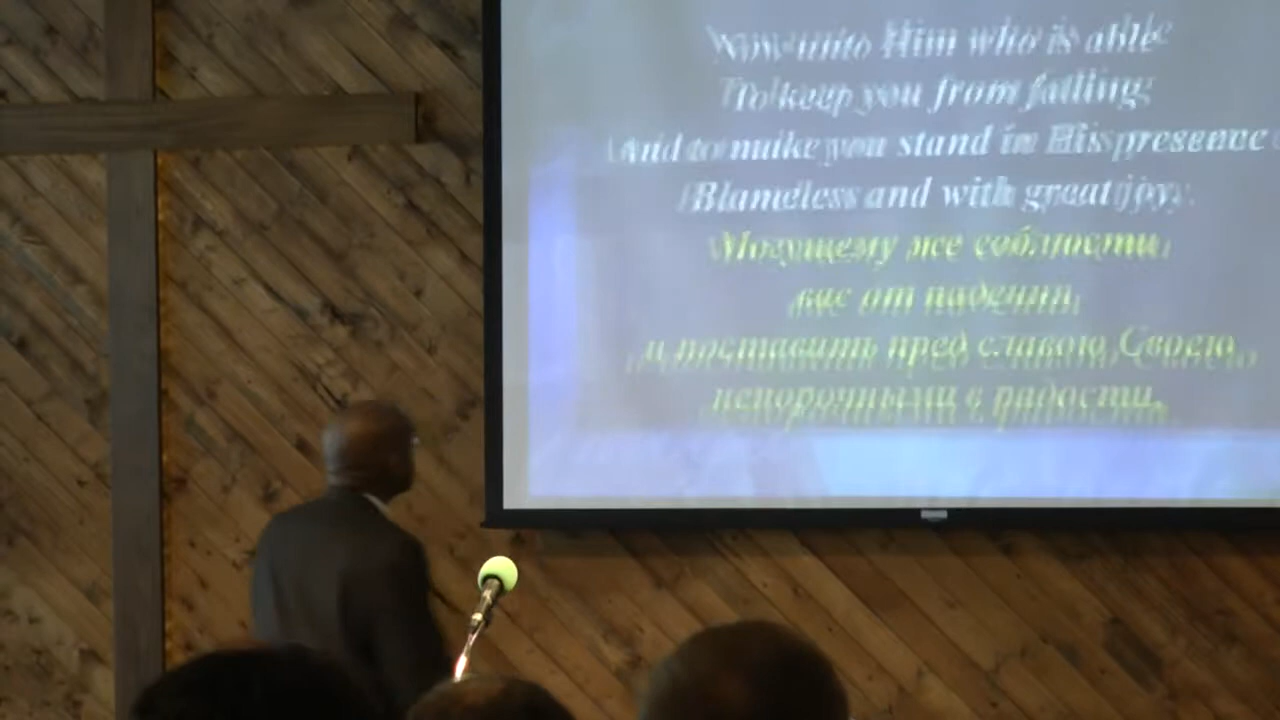 Now unto Him who is able
To keep you from falling;
And to make you stand in His presence
Blameless and with great joy.
Могущему же соблюсти
вас от падения
и поставить пред славою Своею
непорочными в радости,